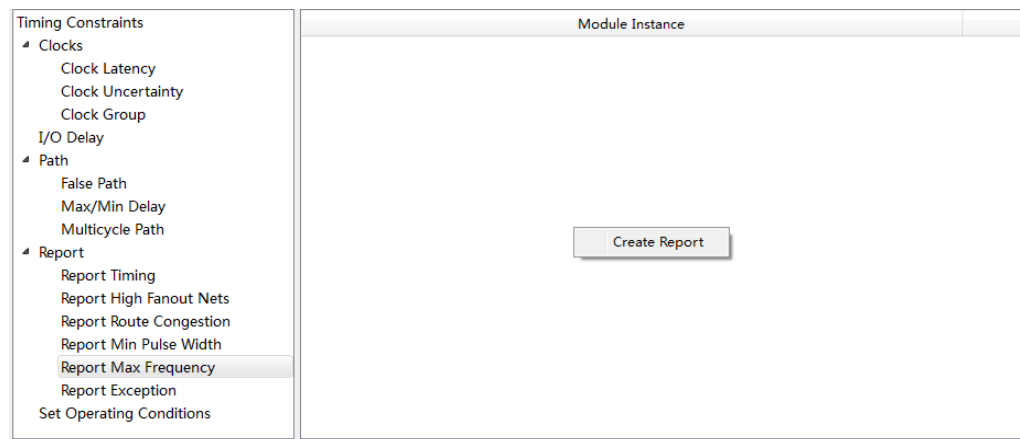 Timing Constraints
Clocks
Clock Latency
Clock Uncertainty
Clock Group
I/O Delay
Path
False Path
Max/Min Delay
Multicycle Path
Report
Report Timing
Report High Fanout Nets
Report Route Congestion
Report Min Pulse Width
Report Max Frequency
Report Exception
Set Operating Conditions
Module Instance
Create Report